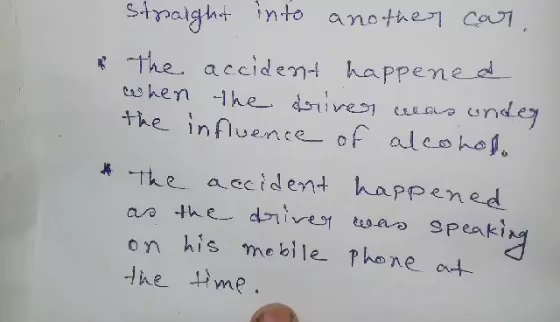 straight into another car.
* The accident happened
when the driver was under
the influence of alcohol.
* The accident happened
as the driver was speaking
on his mobile phone at
the time.